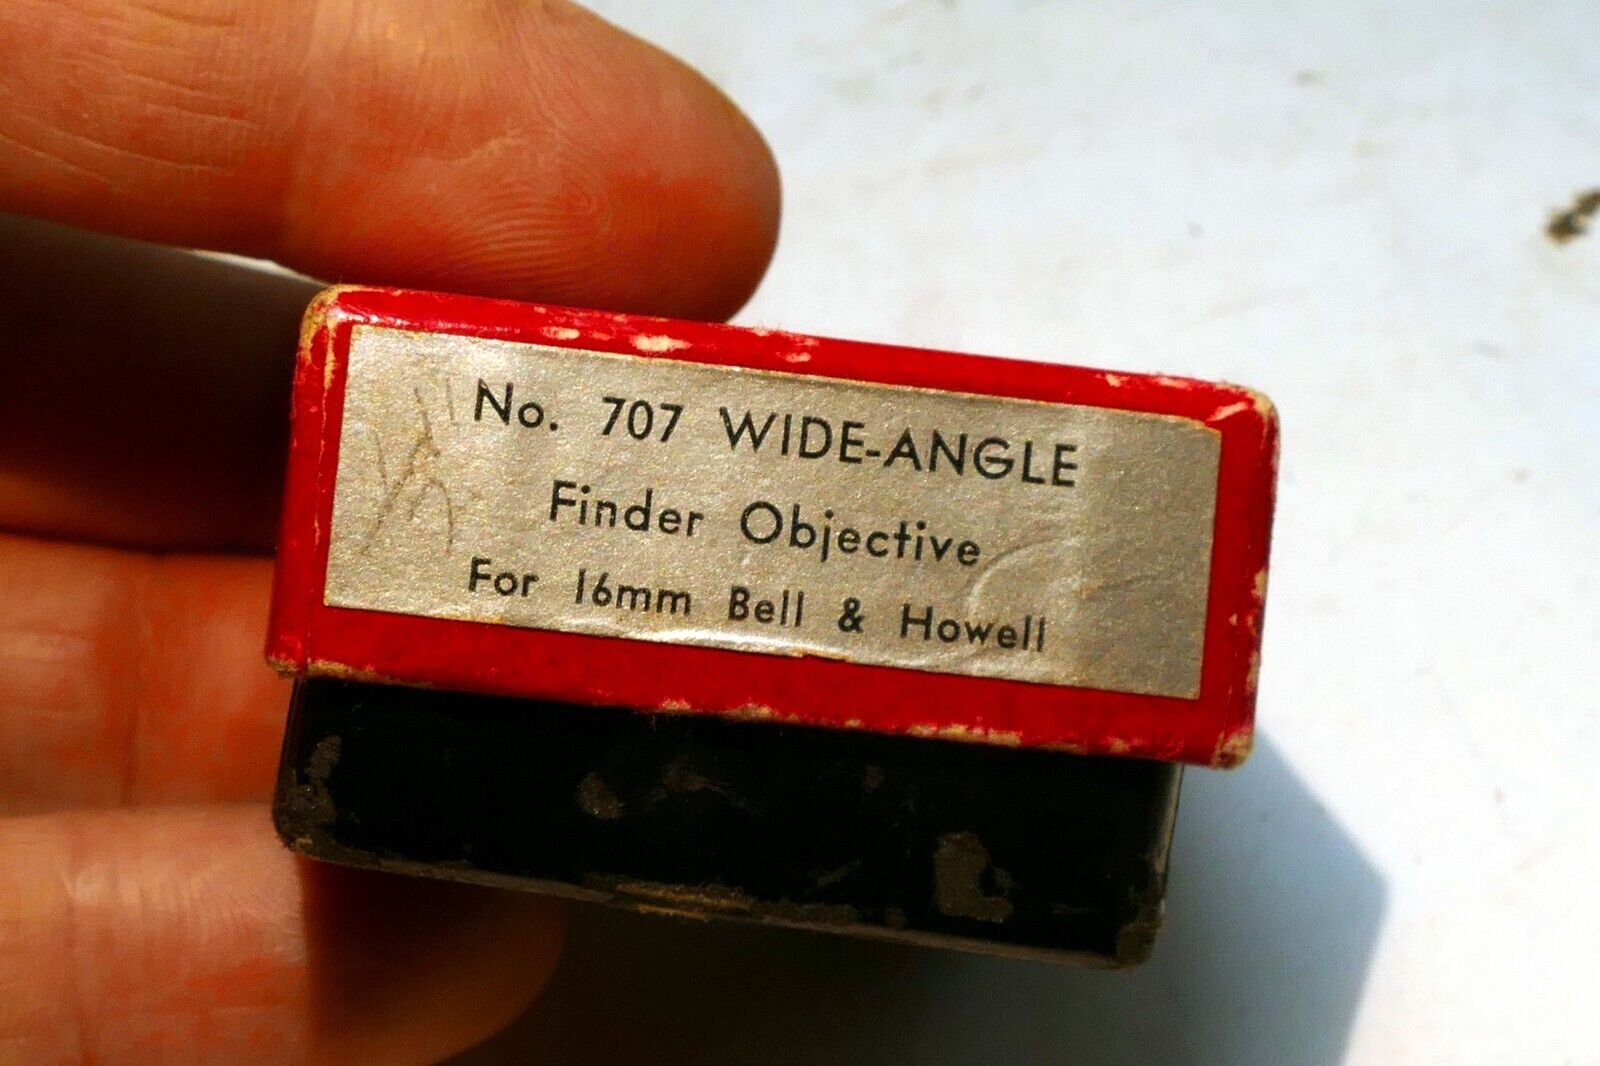 No. 707 WIDE-ANGLE
Finder Objective
For 16mm Bell & Howell